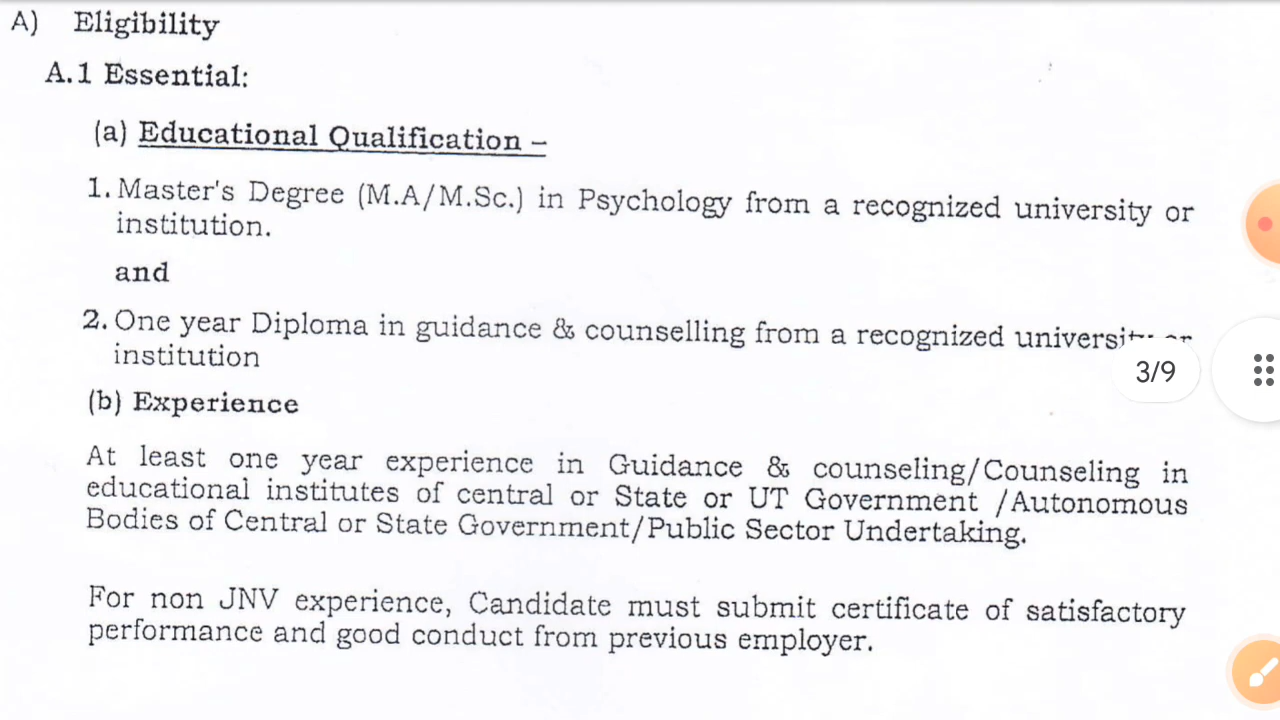 A) Eligibility
A.1 Essential:
(a) Educational Qualification –
1. Master's Degree (M.A/M.Sc.) in Psychology from a recognized university or
institution.
and
2. One year Diploma in guidance & counselling from a recognized university or
institution
3/9
(b) Experience
At least one year experience in Guidance & counseling/Counseling in
educational institutes of central or State or UT Government /Autonomous
Bodies of Central or State Government/Public Sector Undertaking.
For non JNV experience, Candidate must submit certificate of satisfactory
performance and good conduct from previous employer.